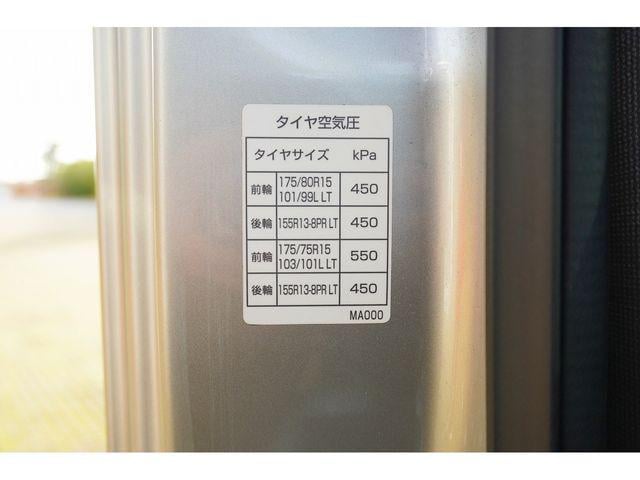 タイヤ空気圧
タイヤサイズ kPa
前輪 175/80R15 101/99L LT 450
後輪 155R13-8PR LT 450
前輪 175/75R15 103/101L LT 550
後輪 155R13-8PR LT 450
MA000